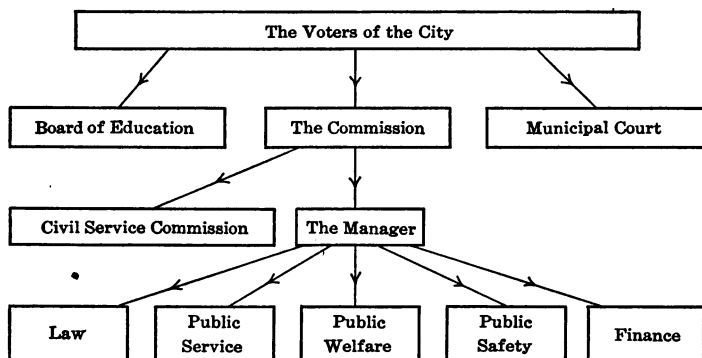 The Voters of the City
Board of Education
The Commission
Municipal Court
Civil Service Commission
The Manager
Law
Public
Service
Public
Welfare
Public
Safety
Finance